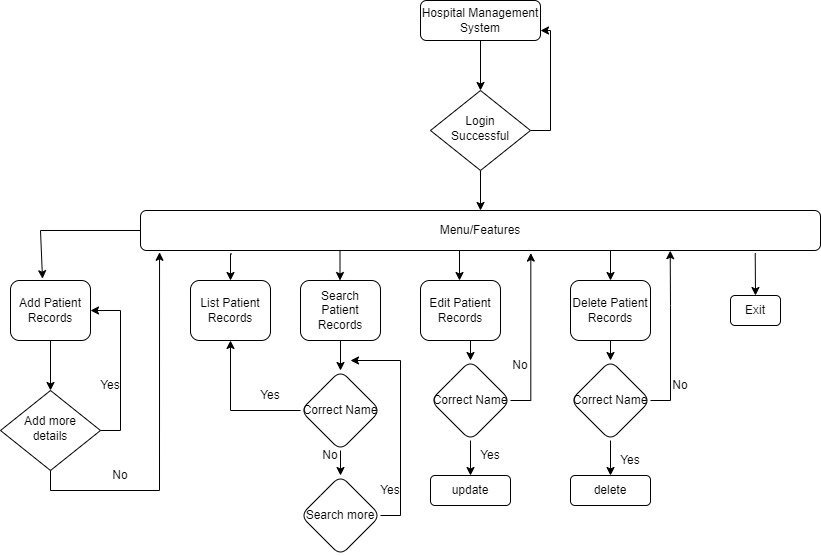 Hospital Management
System
Login
Successful
Menu/Features
Add Patient
Records
List Patient
Records
Search
Patient
Records
Edit Patient
Records
Delete Patient
Records
Exit
Yes
Yes
No
No
Add more
details
Correct Name
Correct Name
Correct Name
No
Yes
Yes
No
Yes
update
delete
Search more